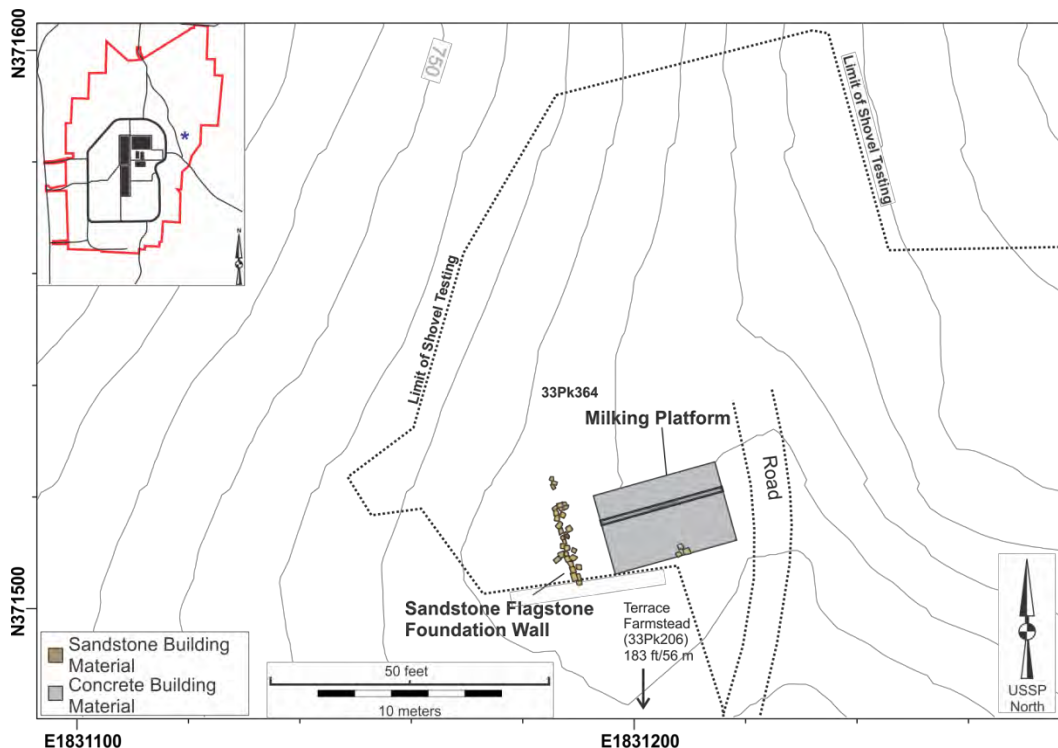 N371600
750
Limit of Shovel Testing
Limit of Shovel Testing
N
33Pk364
Milking Platform
Road
Sandstone Flagstone
Foundation Wall
Terrace
Farmstead
(33Pk206)
183 ft/56 m
N371500
Sandstone Building
Material
Concrete Building
Material
50 feet
10 meters
USSP
North
E1831100
E1831200